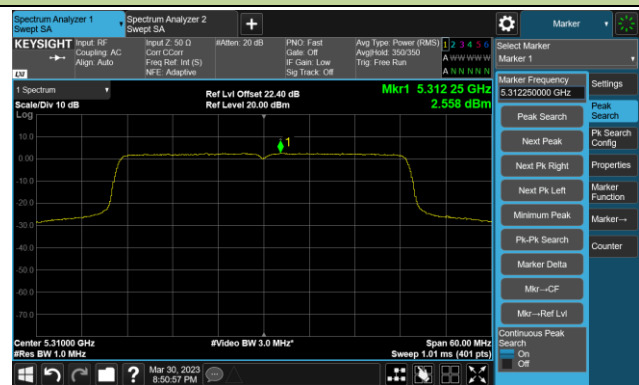 Spectrum Analyzer 1
Swept SA
Spectrum Analyzer 2
Swept SA
+
Marker
KEYSIGHT
Input: RF
Coupling: AC
Align: Auto
Input Z: 50 Ω
Corr CCorr
Freq Ref: Int (S)
NFE: Adaptive
#Atten: 20 dB
PNO: Fast
Gate: Off
IF Gain: Low
Sig Track: Off
Avg Type: Power (RMS)
Avg|Hold: 350/350
Trig: Free Run
1 2 3 4 5 6
A W W W W W
A N N N N N
LXI
Select Marker
Marker 1
1 Spectrum
Scale/Div 10 dB
Log
Ref Lvl Offset 22.40 dB
Ref Level 20.00 dBm
Mkr1 5.312 25 GHz
2.558 dBm
1
10.0
0.00
-10.0
-20.0
-30.0
-40.0
-50.0
-60.0
-70.0
Center 5.31000 GHz
#Res BW 1.0 MHz
#Video BW 3.0 MHz*
Span 60.00 MHz
Sweep 1.01 ms (401 pts)
Marker Frequency
5.312250000 GHz
Peak Search
Next Peak
Next Pk Right
Next Pk Left
Minimum Peak
Pk-Pk Search
Marker Delta
Mkr→CF
Mkr→Ref Lvl
Continuous Peak
Search
On
Off
Settings
Peak
Search
Pk Search
Config
Properties
Marker
Function
Marker→
Counter
?
Mar 30, 2023
8:50:57 PM